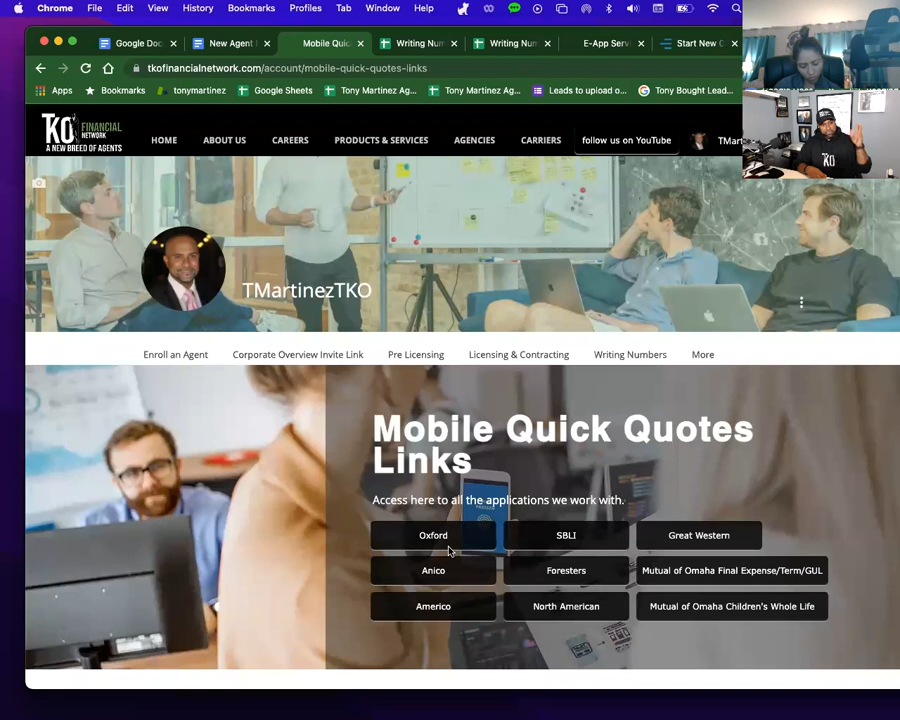 Chrome File Edit View History Bookmarks Profiles Tab Window Help
Google Doc New Agent Mobile Quic Writing Num Writing Num E-App Serv Start New C
tkofinancialnetwork.com/account/mobile-quick-quotes-links
Apps Bookmarks tonymartinez Google Sheets Tony Martinez Ag... Tony Martinez Ag... Leads to upload o... Tony Bought Lead...
TKO FINANCIAL NETWORK
A NEW BREED OF AGENTS
HOME ABOUT US CAREERS PRODUCTS & SERVICES AGENCIES CARRIERS follow us on YouTube TMart
TKO
TMartinezTKO
Enroll an Agent Corporate Overview Invite Link Pre Licensing Licensing & Contracting Writing Numbers More
Mobile Quick Quotes
Links
Access here to all the applications we work with.
Oxford SBLI Great Western
Anico Foresters Mutual of Omaha Final Expense/Term/GUL
Americo North American Mutual of Omaha Children's Whole Life